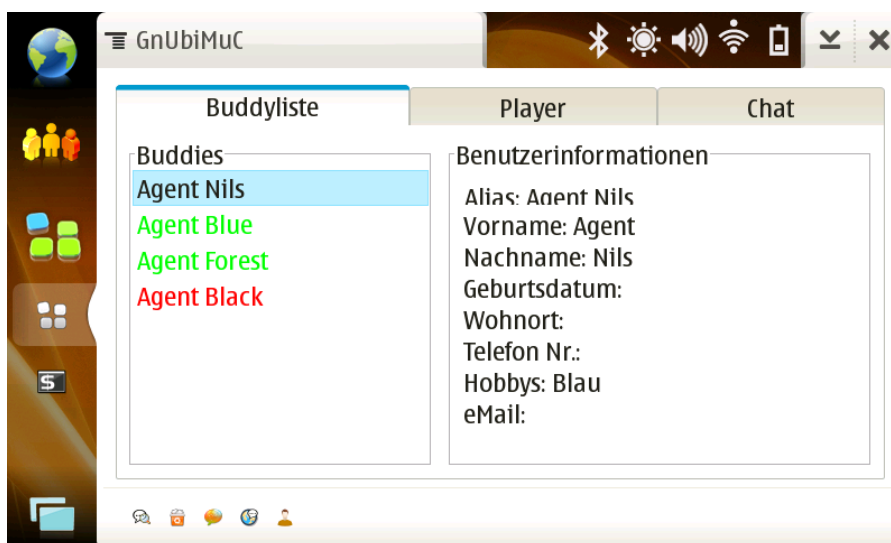 GnUbiMuC
Buddyliste
Player
Chat
Buddies
Agent Nils
Agent Blue
Agent Forest
Agent Black
Benutzerinformationen
Alias: Agent Nils
Vorname: Agent
Nachname: Nils
Geburtsdatum:
Wohnort:
Telefon Nr.:
Hobbys: Blau
eMail: